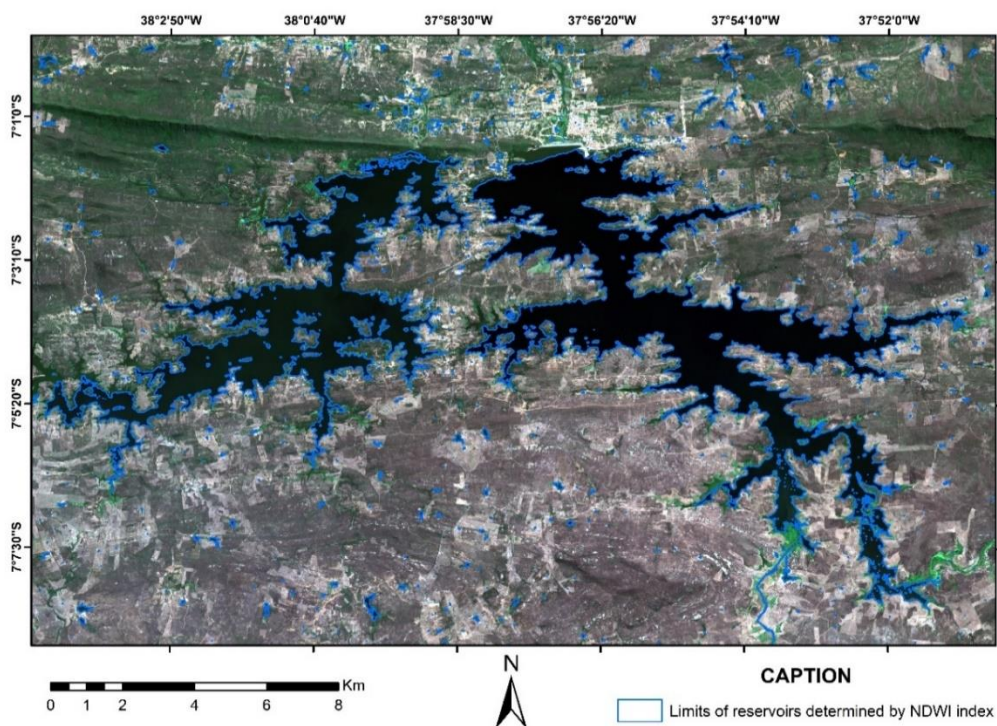 38°2'50"W 38°0'40"W 37°58'30"W 37°56'20"W 37°54'10"W 37°52'0"W
7°1'0"S
7°3'10"S
7°5'20"S
7°7'30"S
N
CAPTION
Km
0 1 2 4 6 8
Limits of reservoirs determined by NDWI index